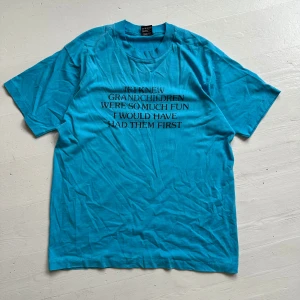 IF I KNEW
GRANDCHILDREN
WERE SO MUCH FUN
I WOULD HAVE
HAD THEM FIRST